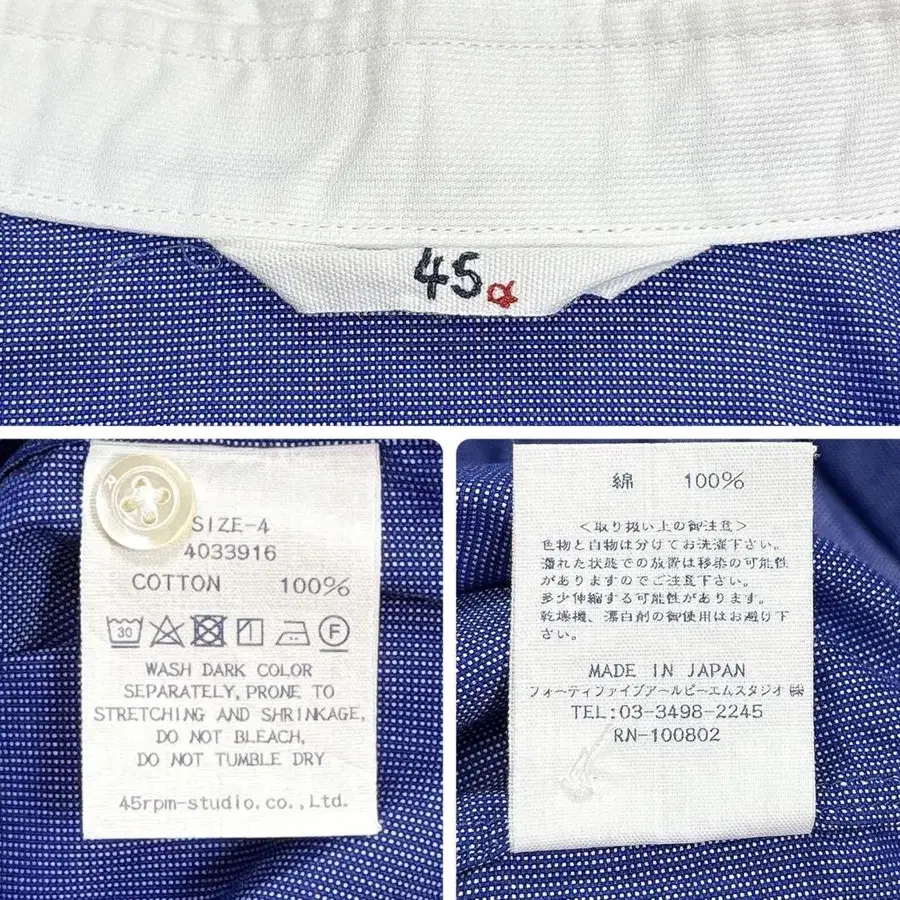 45α
SIZE-4
4033916
COTTON 100%
30
F
WASH DARK COLOR
SEPARATELY, PRONE TO
STRETCHING AND SHRINKAGE,
DO NOT BLEACH,
DO NOT TUMBLE DRY
45rpm-studio.co.,Ltd.
綿 100%
<取り扱い上の御注意>
色物と白物は分けてお洗濯下さい。
濡れた状態での放置は移染の可能性
がありますのでご注意下さい。
多少伸縮する可能性があります。
乾燥機、漂白剤の御使用はお避け下
さい。
MADE IN JAPAN
フォーティファイブアールピーエムスタジオ㈱
TEL:03-3498-2245
RN-100802